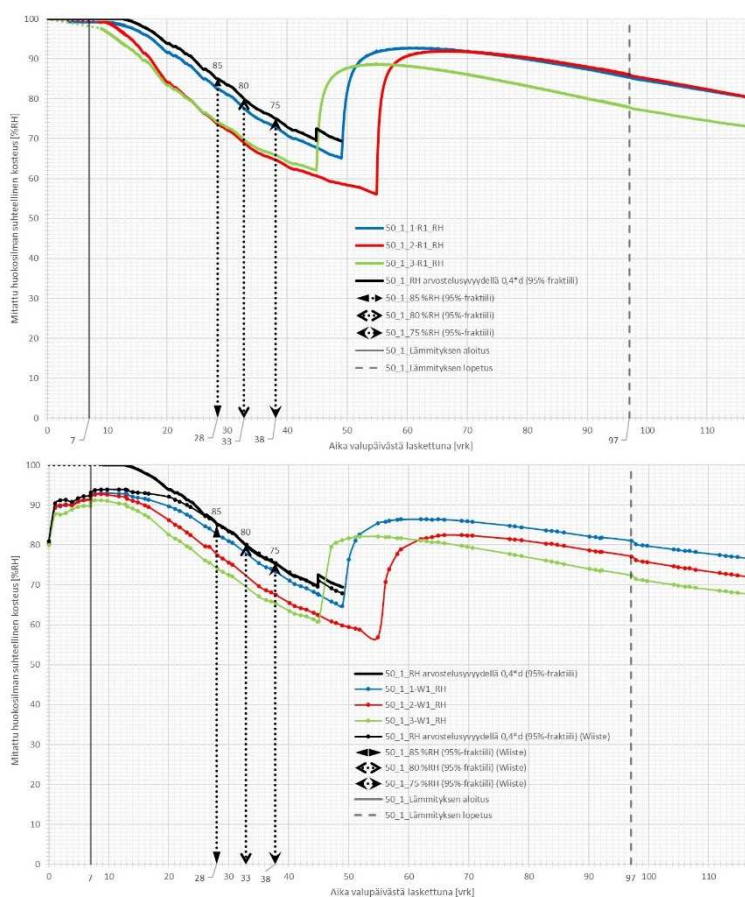 Mitattu huokosilman suhteellinen kosteus [%RH]
100
90
80
70
60
50
40
30
20
10
0
85
80
75
50_1_1-R1_RH
50_1_2-R1_RH
50_1_3-R1_RH
50_1_RH arvostelusyvyydellä 0,4*d (95%-fraktiili)
50_1_85 %RH (95%-fraktiili)
50_1_80 %RH (95%-fraktiili)
50_1_75 %RH (95%-fraktiili)
50_1_Lämmityksen aloitus
50_1_Lämmityksen lopetus
0 10 20 30 40 50 60 70 80 90 100 110
7 28 33 38 97
Aika valupäivästä laskettuna [vrk]
Mitattu huokosilman suhteellinen kosteus [%RH]
100
90
80
70
60
50
40
30
20
10
0
85
80
75
50_1_RH arvostelusyvyydellä 0,4*d (95%-fraktiili)
50_1_1-W1_RH
50_1_2-W1_RH
50_1_3-W1_RH
50_1_RH arvostelusyvyydellä 0,4*d (95%-fraktiili) (Wiiste)
50_1_85 %RH (95%-fraktiili) (Wiiste)
50_1_80 %RH (95%-fraktiili) (Wiiste)
50_1_75 %RH (95%-fraktiili) (Wiiste)
50_1_Lämmityksen aloitus
50_1_Lämmityksen lopetus
0 10 20 30 40 50 60 70 80 90 100 110
7 28 33 38 97
Aika valupäivästä laskettuna [vrk]